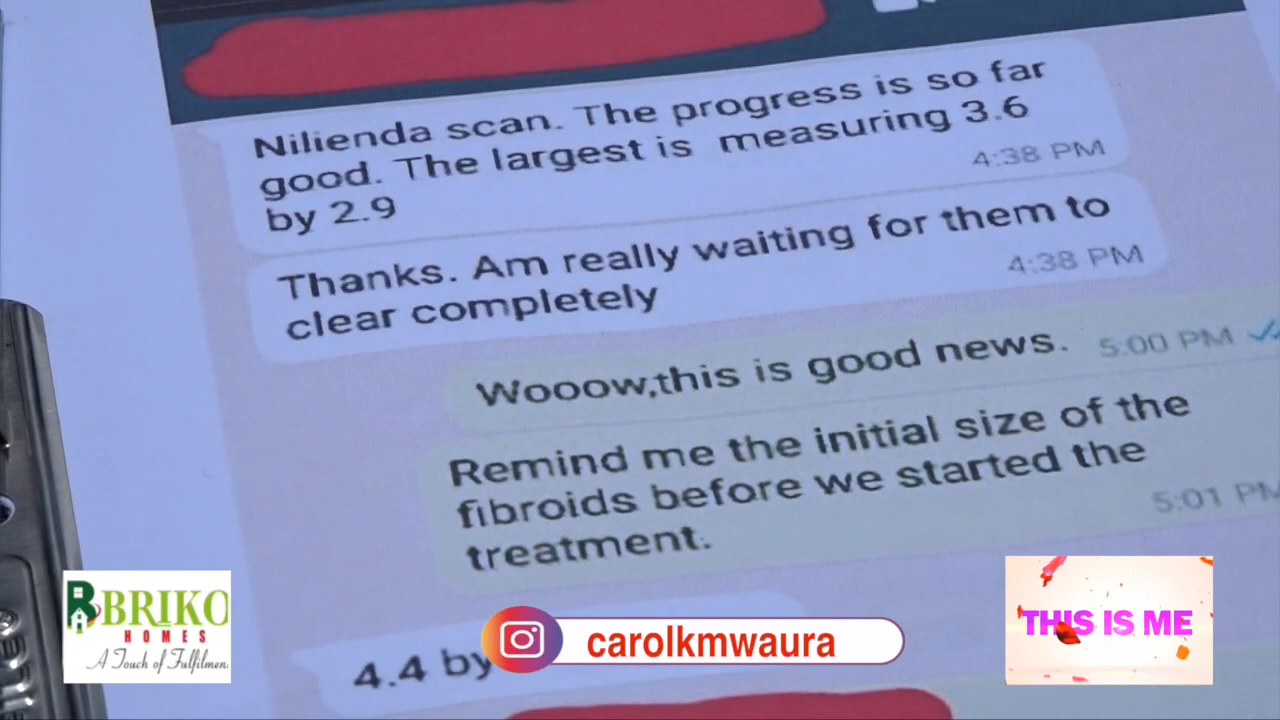 Nilienda scan. The progress is so far
good. The largest is measuring 3.6
by 2.9
4:38 PM
Thanks. Am really waiting for them to
clear completely
4:38 PM
Wooow,this is good news.
5:00 PM
Remind me the initial size of the
fibroids before we started the
treatment.
5:01 PM
4.4 by
BRIKO
HOMES
A Touch of Fulfilmen
carolkmwaura
THIS IS ME